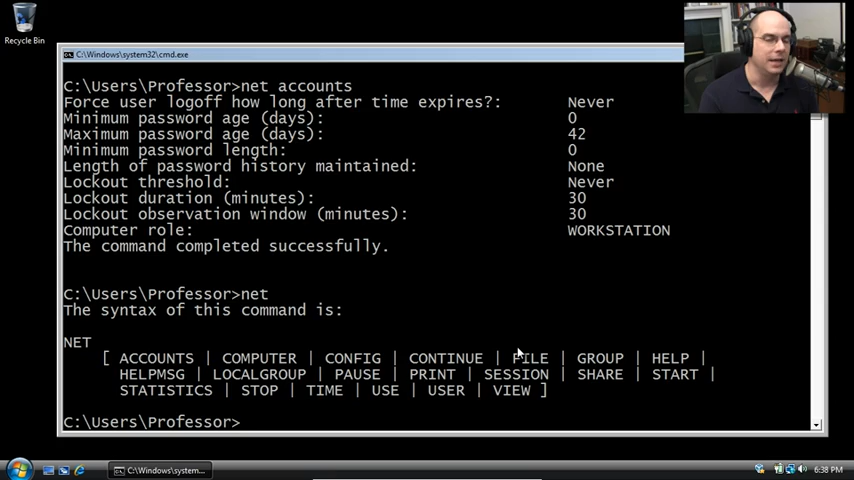 Recycle Bin
C:\Windows\system32\cmd.exe
C:\Users\Professor>net accounts
Force user logoff how long after time expires?: Never
Minimum password age (days): 0
Maximum password age (days): 42
Minimum password length: 0
Length of password history maintained: None
Lockout threshold: Never
Lockout duration (minutes): 30
Lockout observation window (minutes): 30
Computer role: WORKSTATION
The command completed successfully.
C:\Users\Professor>net
The syntax of this command is:
NET
[ ACCOUNTS | COMPUTER | CONFIG | CONTINUE | FILE | GROUP | HELP |
HELPMSG | LOCALGROUP | PAUSE | PRINT | SESSION | SHARE | START |
STATISTICS | STOP | TIME | USE | USER | VIEW ]
C:\Users\Professor>
C:\Windows\system...
6:38 PM